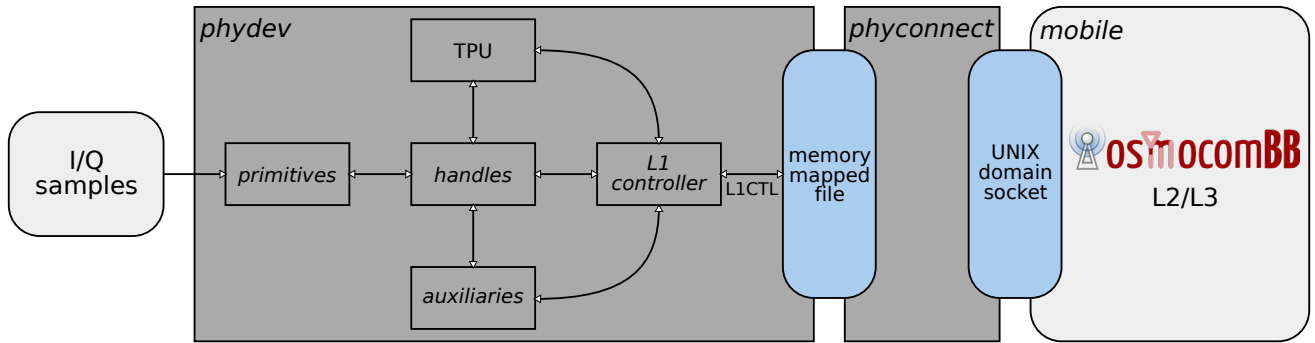 phydev
phyconnect
mobile
TPU
I/Q
samples
primitives
handles
L1
controller
L1CTL
memory
mapped
file
UNIX
domain
socket
osmocomBB
L2/L3
auxiliaries